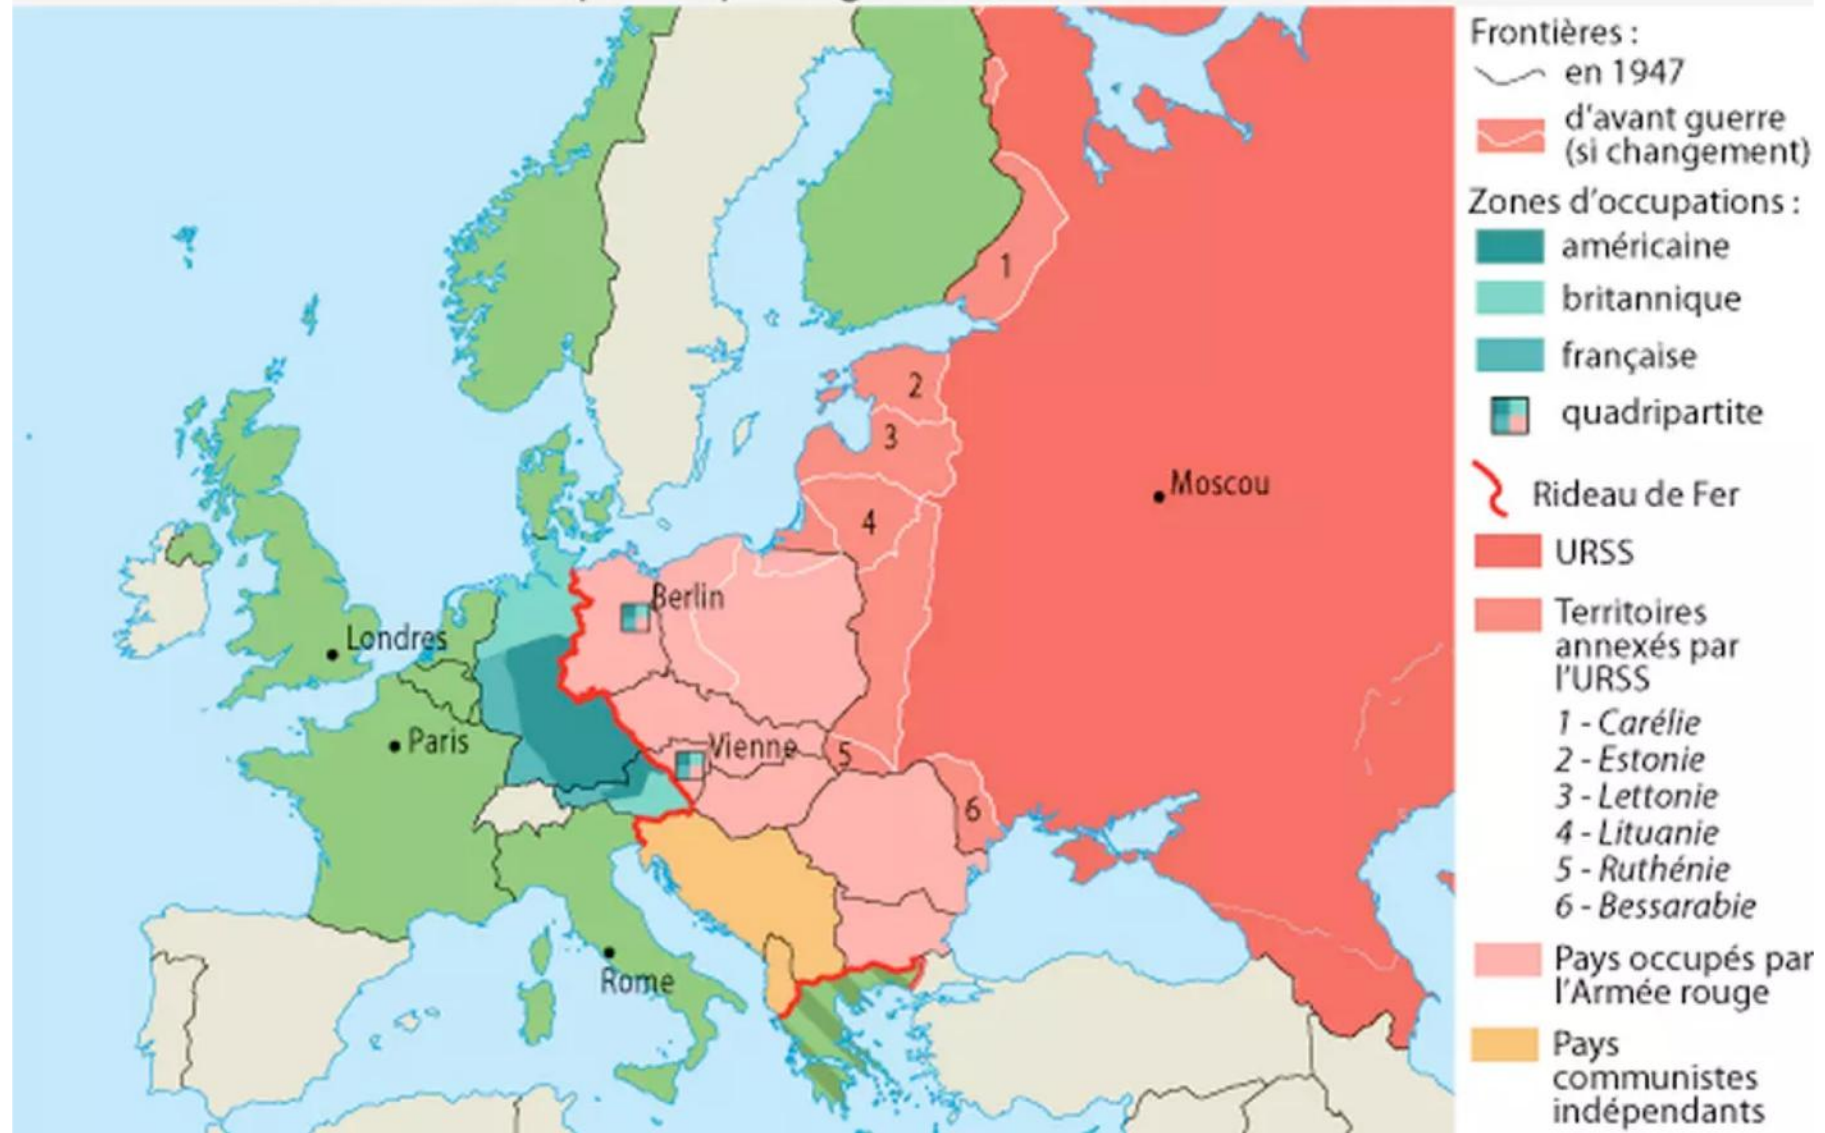 Frontières :
en 1947
d'avant guerre
(si changement)
Zones d'occupations :
américaine
britannique
française
quadripartite
Rideau de Fer
URSS
Territoires
annexés par
l'URSS
1 - Carélie
2 - Estonie
3 - Lettonie
4 - Lituanie
5 - Ruthénie
6 - Bessarabie
Pays occupés par
l'Armée rouge
Pays
communistes
indépendants
1
2
3
Moscou
4
Berlin
Londres
Paris
Vienne
5
6
Rome